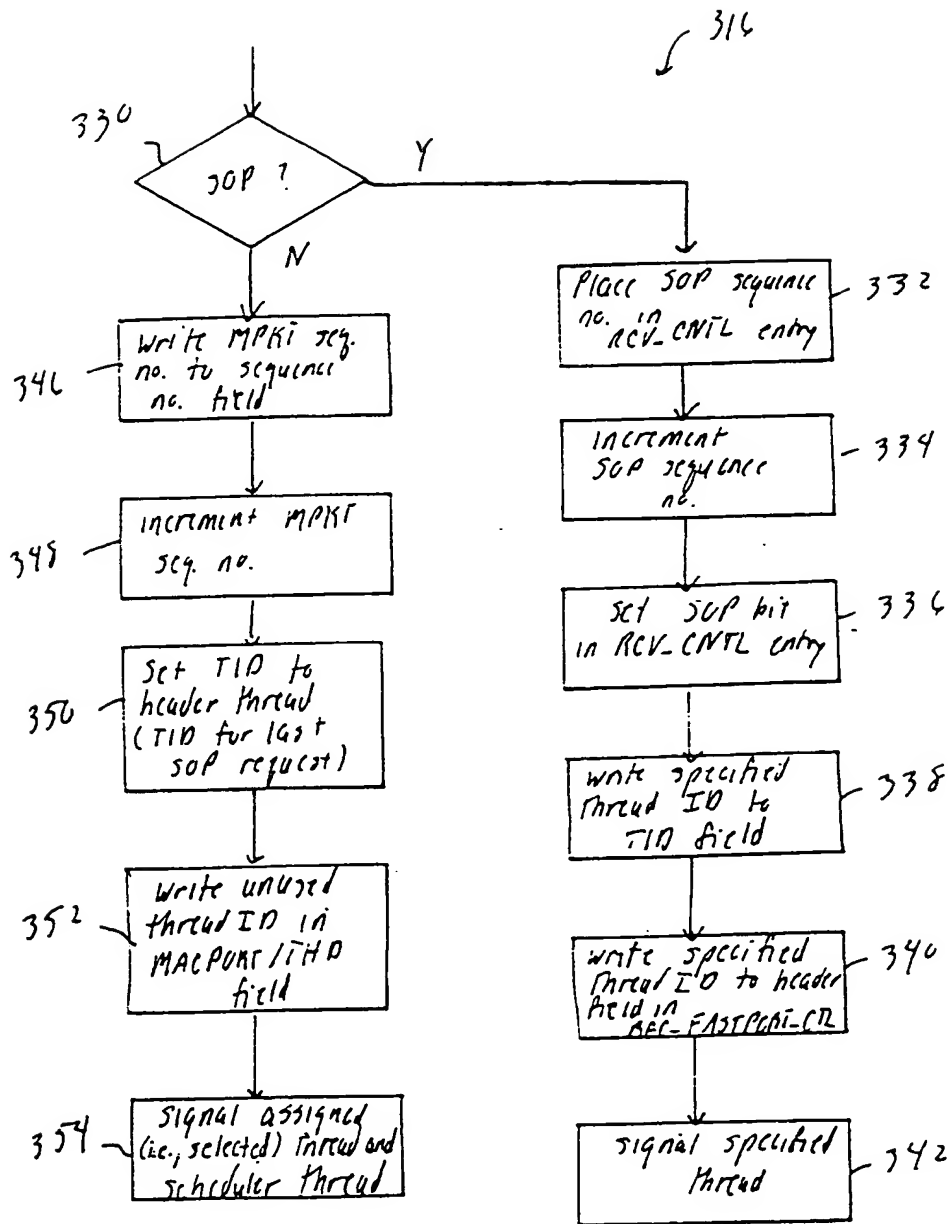 316
330
SOP ?
Y
N
Place SOP sequence
no. in
RCV_CNTL entry
332
Write MPKT seq.
no. to sequence
no. field
346
increment
SOP sequence
no.
334
increment MPKT
seq. no.
348
Set SOP bit
in RCV_CNTL entry
336
Set TID to
header thread
(TID for last
SOP request)
350
write specified
thread ID to
TID field
338
Write unused
thread ID in
MACPORT/THD
field
352
write specified
Thread ID to header
field in
REC_FASTPORT_CTL
340
signal assigned
(i.e., selected) thread and
scheduler thread
354
signal specified
thread
342